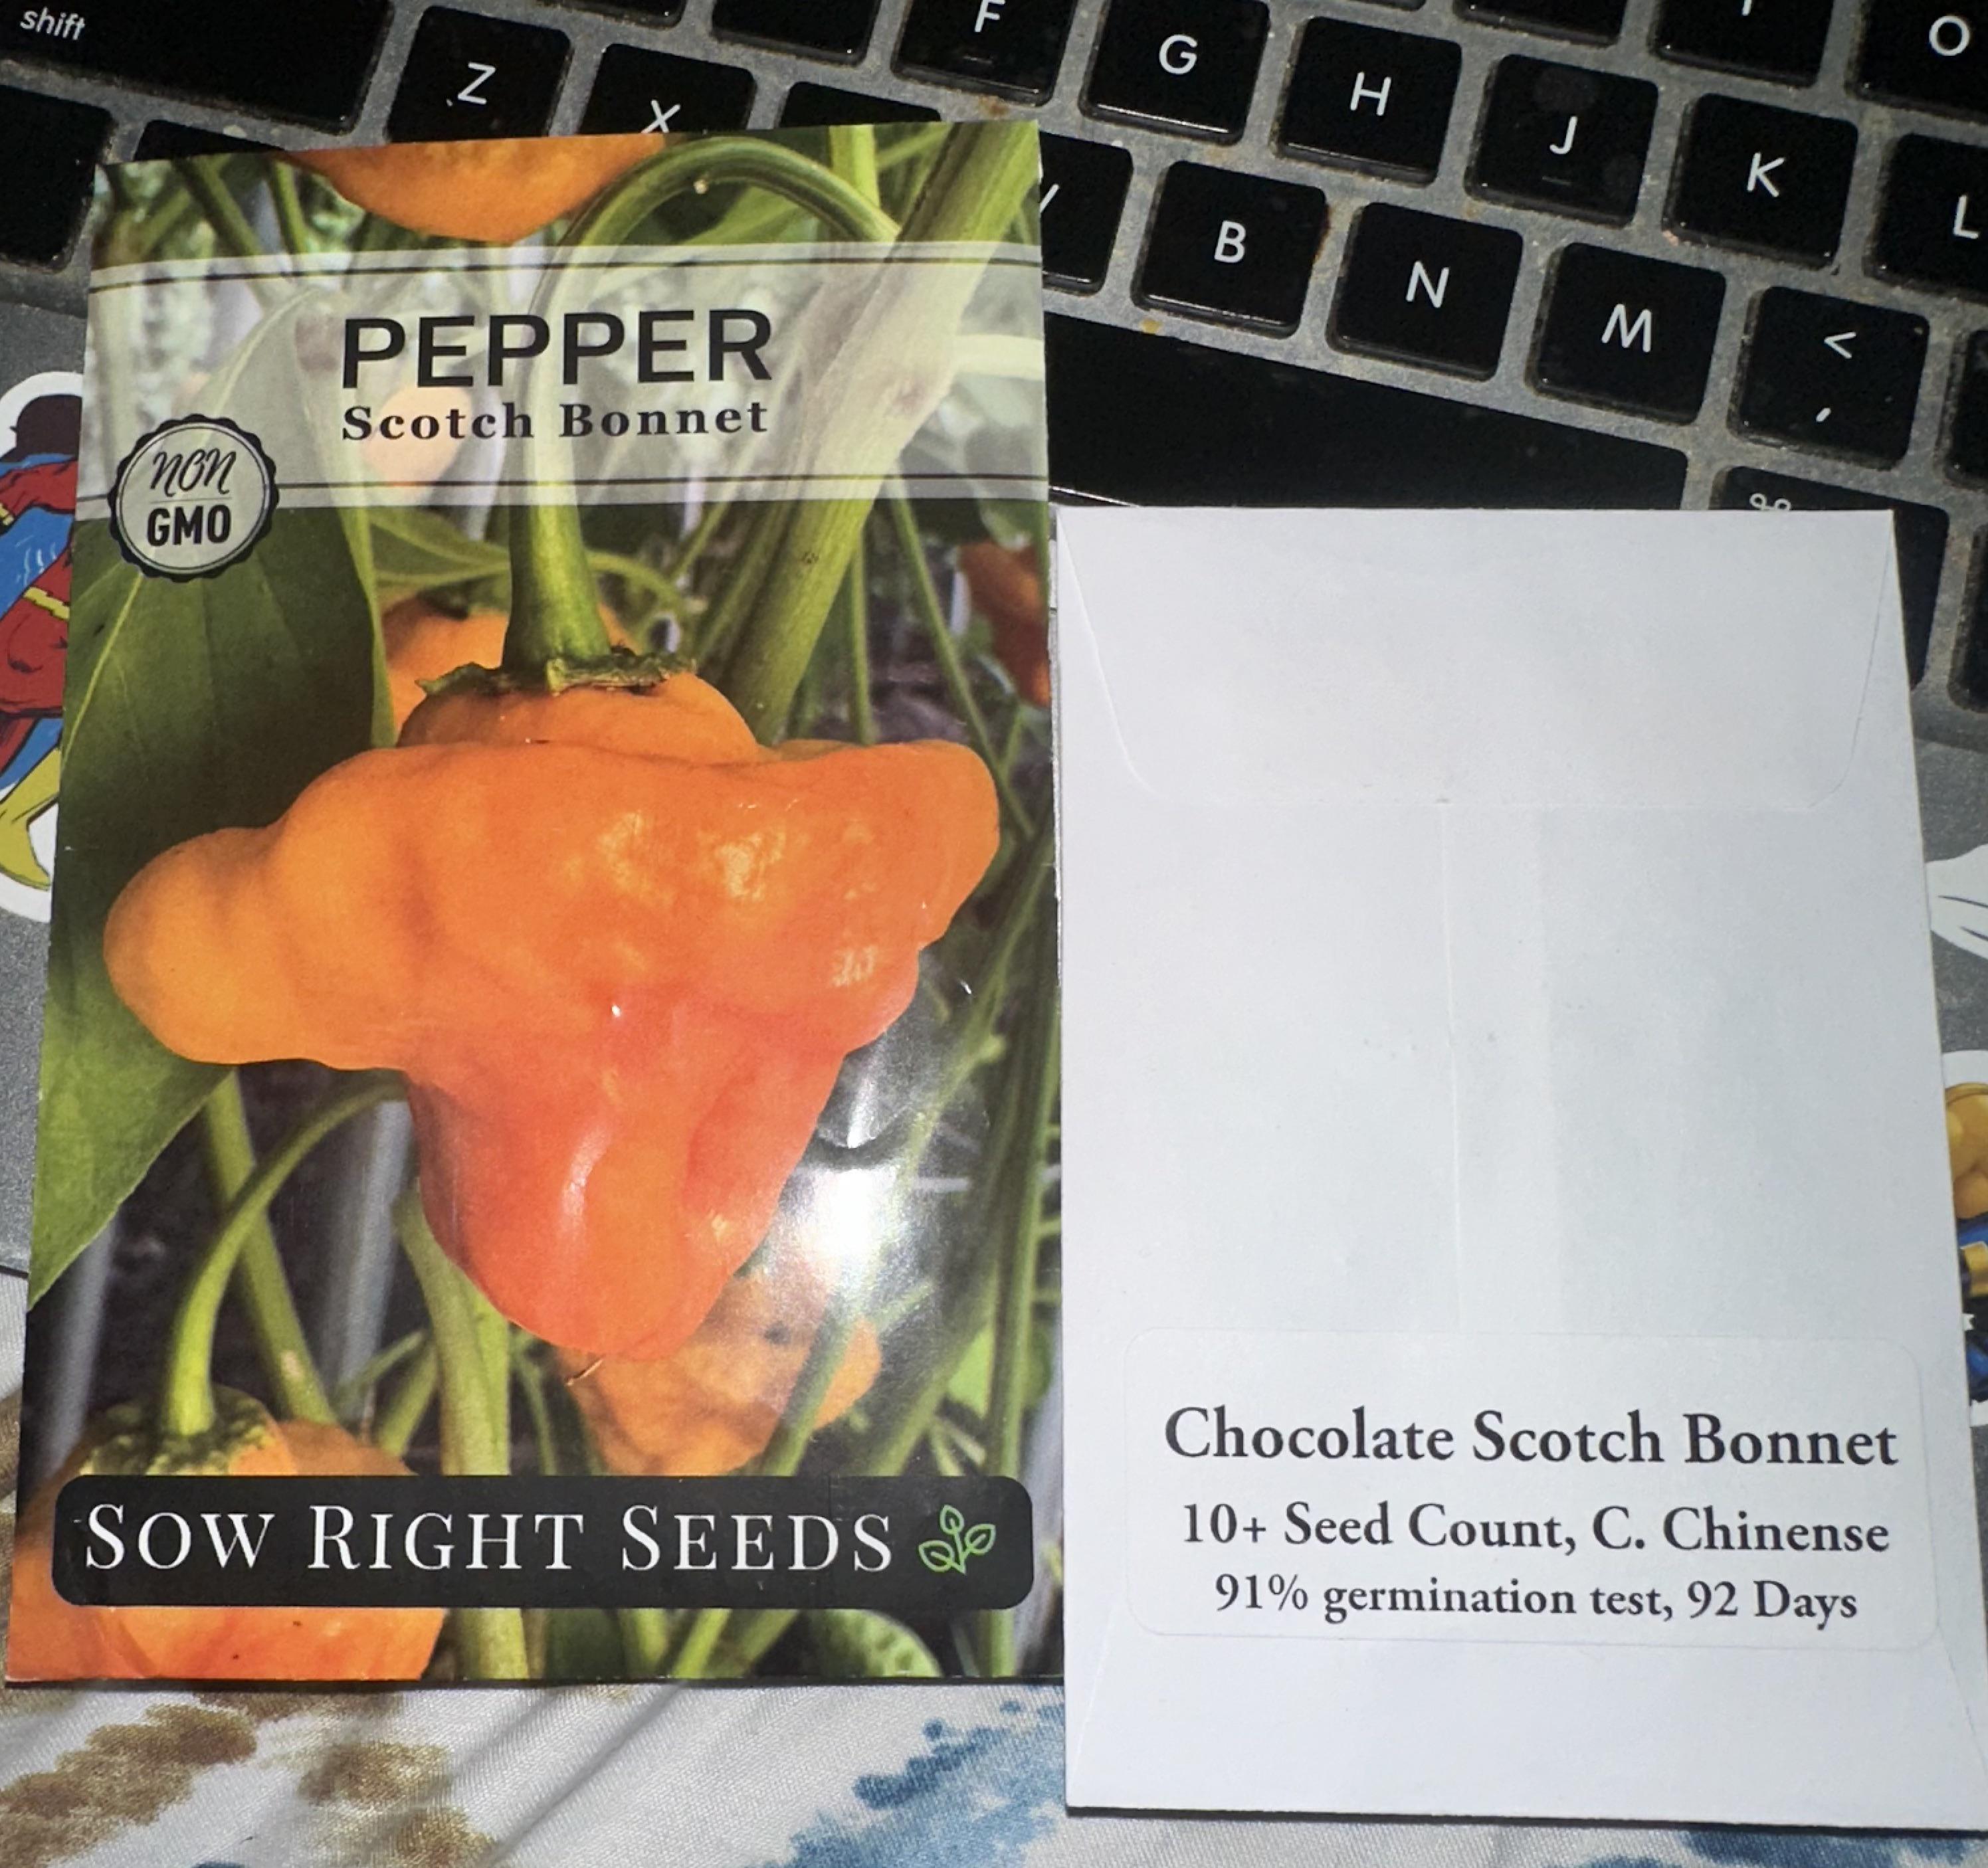 shift
Z
X
F
G
H
J
K
L
O
V
B
N
M
<
,
⌘
PEPPER
Scotch Bonnet
NON
GMO
SOW RIGHT SEEDS
Chocolate Scotch Bonnet
10+ Seed Count, C. Chinense
91% germination test, 92 Days